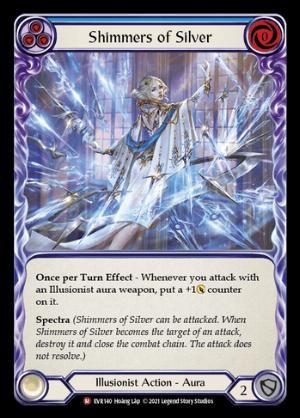 Shimmers of Silver
0
Once per Turn Effect - Whenever you attack with
an Illusionist aura weapon, put a +1 counter
on it.
Spectra (Shimmers of Silver can be attacked. When
Shimmers of Silver becomes the target of an attack,
destroy it and close the combat chain. The attack does
not resolve.)
Illusionist Action - Aura
2
M EVR140 Hoàng Lập © 2021 Legend Story Studios